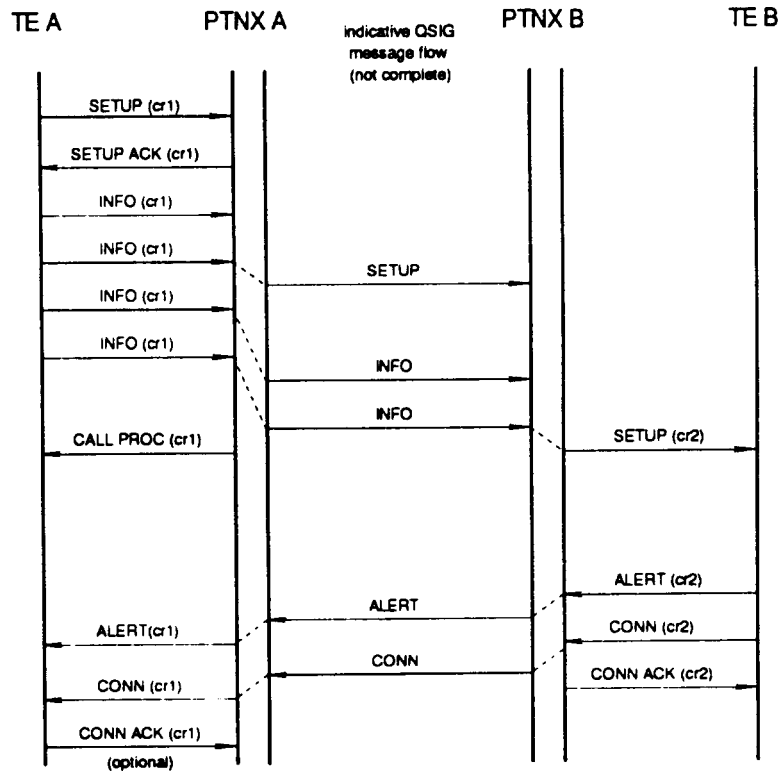 TE A
PTNX A
indicative QSIG
message flow
(not complete)
PTNX B
TE B
SETUP (cr1)
SETUP ACK (cr1)
INFO (cr1)
INFO (cr1)
SETUP
INFO (cr1)
INFO (cr1)
INFO
INFO
CALL PROC (cr1)
SETUP (cr2)
ALERT (cr2)
ALERT
ALERT(cr1)
CONN (cr2)
CONN
CONN (cr1)
CONN ACK (cr2)
CONN ACK (cr1)
(optional)